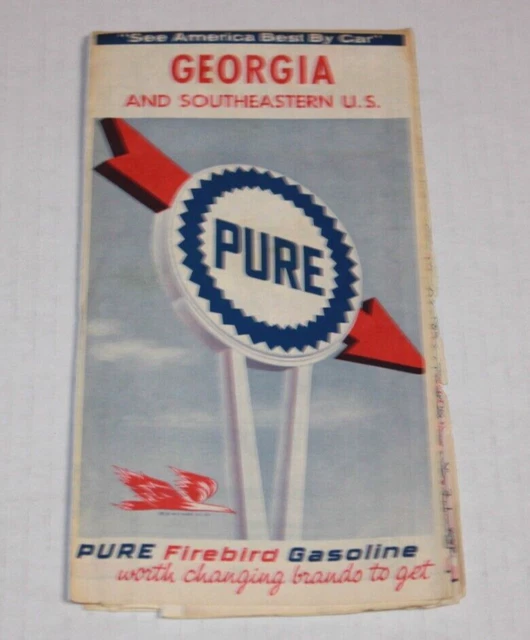 "See America Best By Car"
GEORGIA
AND SOUTHEASTERN U.S.
PURE
PURE Firebird Gasoline
worth changing brands to get